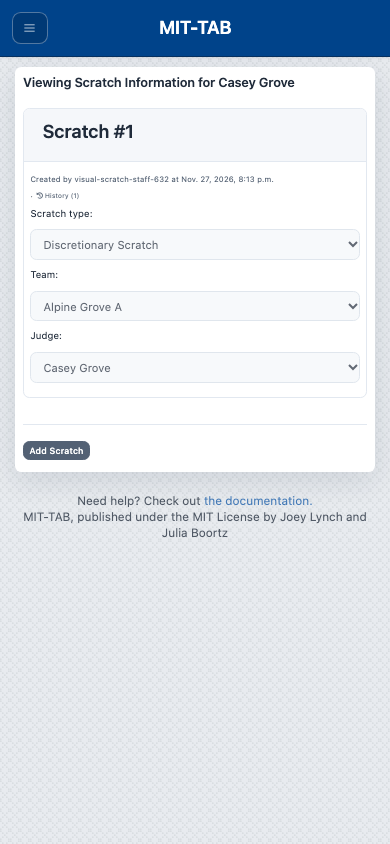 MIT-TAB
Viewing Scratch Information for Casey Grove
Scratch #1
Created by visual-scratch-staff-632 at Nov. 27, 2026, 8:13 p.m.
· History (1)
Scratch type:
Discretionary Scratch
Team:
Alpine Grove A
Judge:
Casey Grove
Add Scratch
Need help? Check out the documentation.
MIT-TAB, published under the MIT License by Joey Lynch and
Julia Boortz